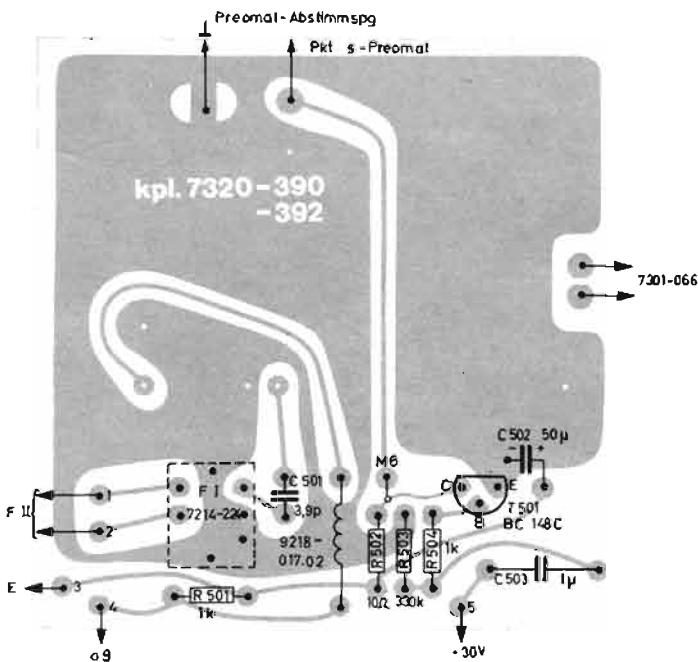 Preomat-Abstimmspg
Pkt s-Preomat
kpl. 7320-390
-392
7301-066
C502 50µ
- +
M6
C E
B
T501
BC 148C
C501
3,9p
F I
7214-224
F II
1
2
9218-
017.02
R502
R503
R504
1k
10Ω 330k
C503 1µ
E
3
R501
1k
4
5
a9
-30V